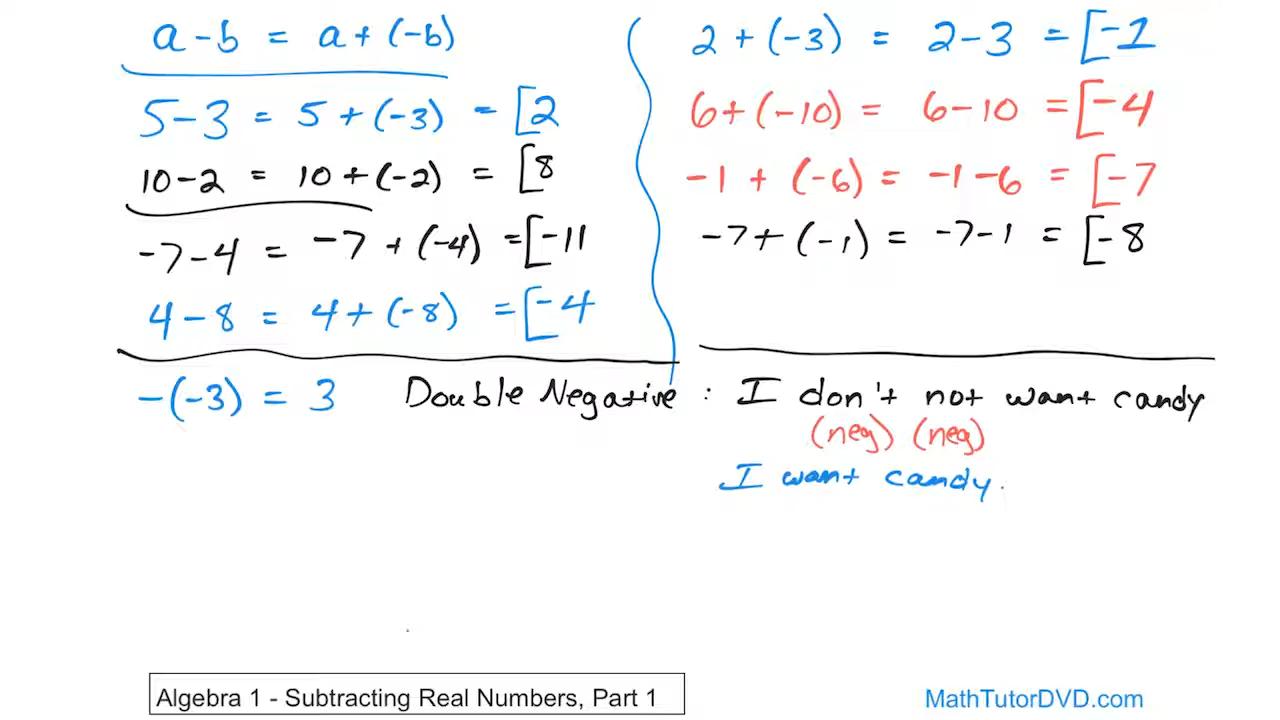 a - b = a + (-b)
5 - 3 = 5 + (-3) = [2
10 - 2 = 10 + (-2) = [8
-7 - 4 = -7 + (-4) = [-11
4 - 8 = 4 + (-8) = [-4
2 + (-3) = 2 - 3 = [-1
6 + (-10) = 6 - 10 = [-4
-1 + (-6) = -1 - 6 = [-7
-7 + (-1) = -7 - 1 = [-8
-(-3) = 3 Double Negative : I don't not want candy
(neg) (neg)
I want candy.
Algebra 1 - Subtracting Real Numbers, Part 1
MathTutorDVD.com